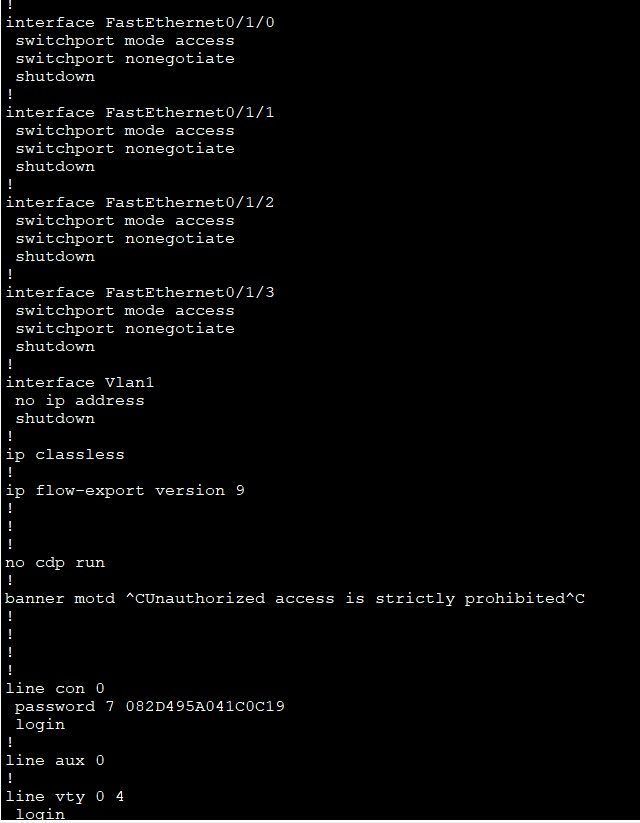 !
interface FastEthernet0/1/0
 switchport mode access
 switchport nonegotiate
 shutdown
!
interface FastEthernet0/1/1
 switchport mode access
 switchport nonegotiate
 shutdown
!
interface FastEthernet0/1/2
 switchport mode access
 switchport nonegotiate
 shutdown
!
interface FastEthernet0/1/3
 switchport mode access
 switchport nonegotiate
 shutdown
!
interface Vlan1
 no ip address
 shutdown
!
ip classless
!
ip flow-export version 9
!
!
!
no cdp run
!
banner motd ^CUnauthorized access is strictly prohibited^C
!
!
!
!
line con 0
 password 7 082D495A041C0C19
 login
!
line aux 0
!
line vty 0 4
 login